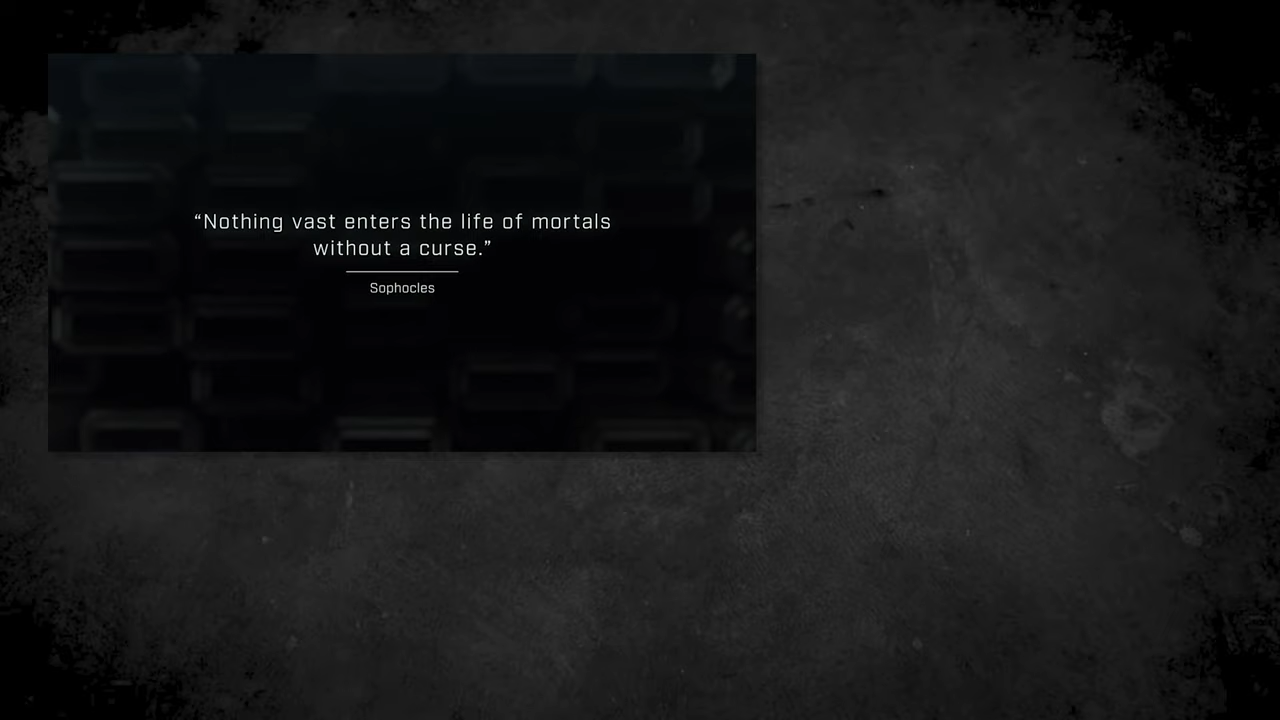 “Nothing vast enters the life of mortals
without a curse.”
Sophocles